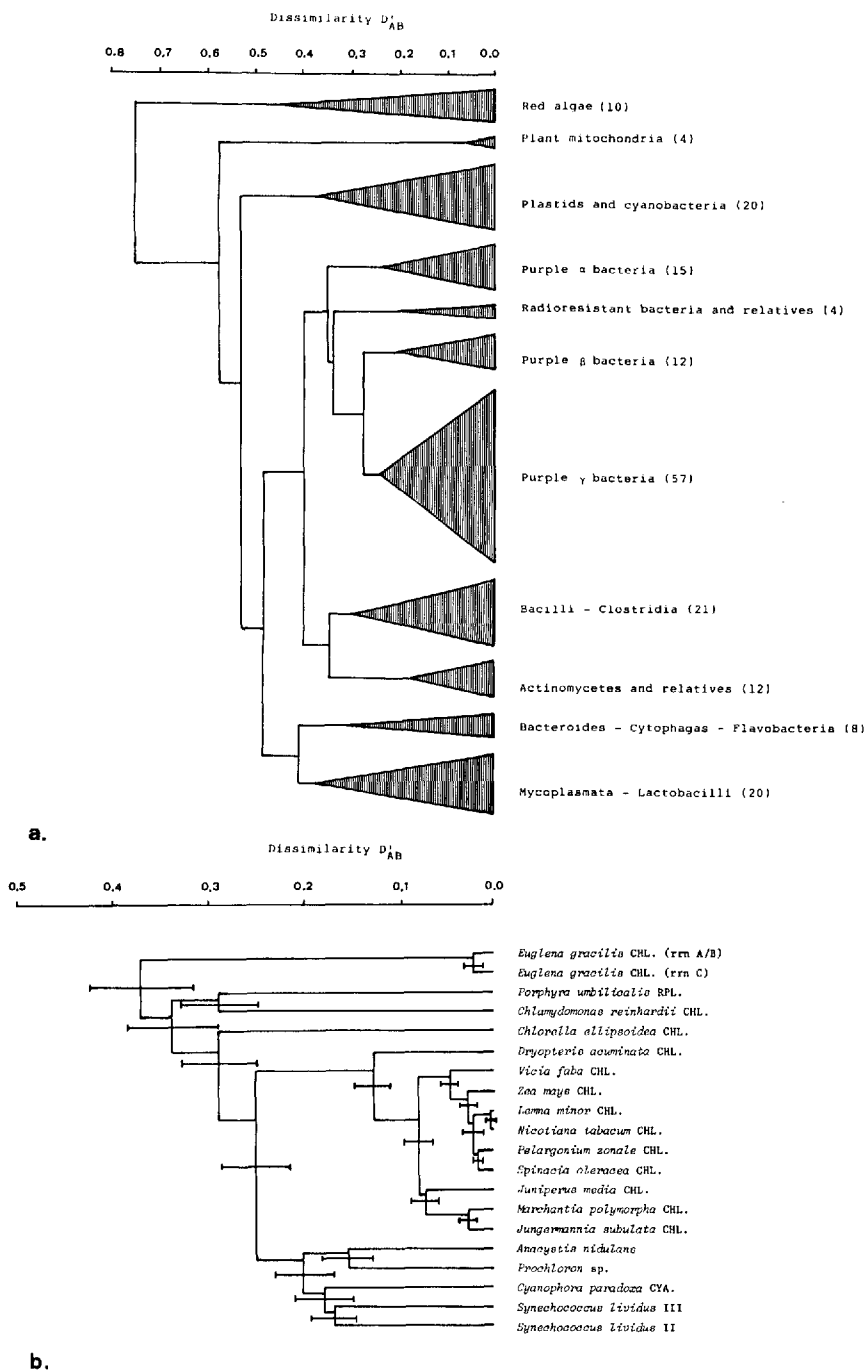 Dissimilarity D'AB
0.8 0.7 0.6 0.5 0.4 0.3 0.2 0.1 0.0
Red algae (10)
Plant mitochondria (4)
Plastids and cyanobacteria (20)
Purple α bacteria (15)
Radioresistant bacteria and relatives (4)
Purple β bacteria (12)
Purple γ bacteria (57)
Bacilli - Clostridia (21)
Actinomycetes and relatives (12)
Bacteroides - Cytophagas - Flavobacteria (8)
Mycoplasmata - Lactobacilli (20)
a.
Dissimilarity D'AB
0.5 0.4 0.3 0.2 0.1 0.0
Euglena gracilis CHL. (rrn A/B)
Euglena gracilis CHL. (rrn C)
Porphyra umbilicalis RPL.
Chlamydomonas reinhardii CHL.
Chlorella ellipsoidea CHL.
Dryopteris acuminata CHL.
Vicia faba CHL.
Zea mays CHL.
Lemna minor CHL.
Nicotiana tabacum CHL.
Pelargonium zonale CHL.
Spinacia oleracea CHL.
Juniperus media CHL.
Marchantia polymorpha CHL.
Jungermannia subulata CHL.
Anacystis nidulans
Prochloron sp.
Cyanophora paradoxa CYA.
Synechococcus lividus III
Synechococcus lividus II
b.